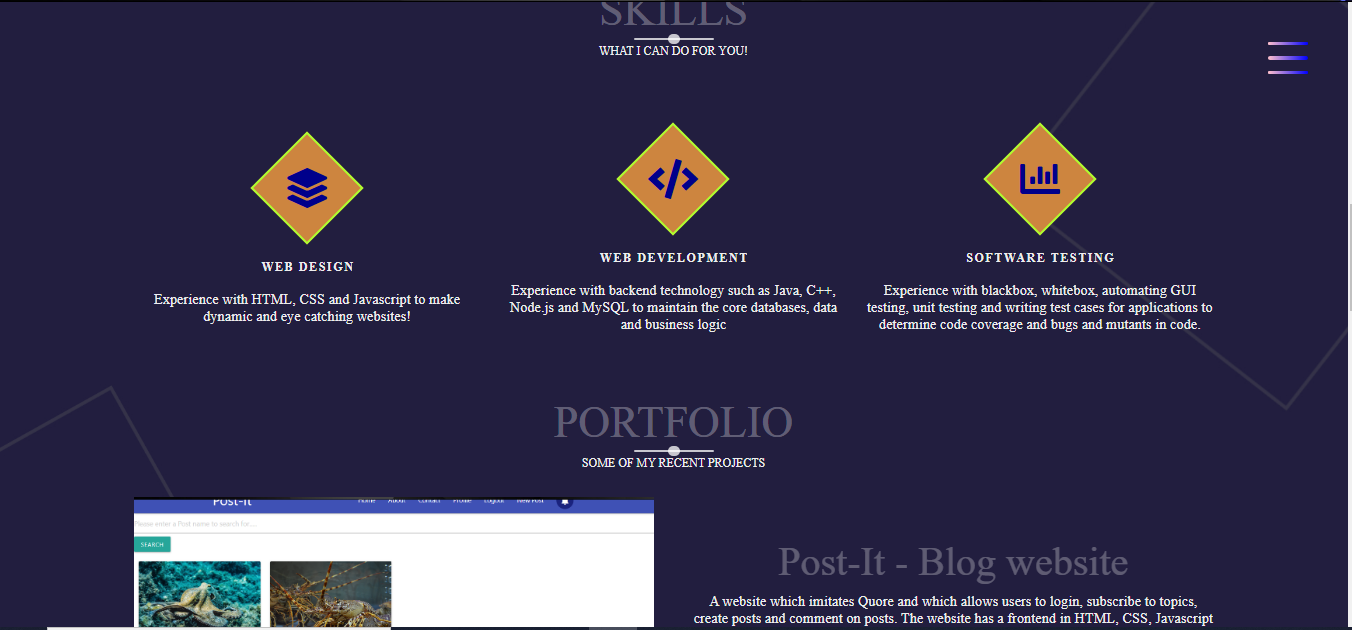 SKILLS
WHAT I CAN DO FOR YOU!
WEB DESIGN
Experience with HTML, CSS and Javascript to make
dynamic and eye catching websites!
WEB DEVELOPMENT
Experience with backend technology such as Java, C++,
Node.js and MySQL to maintain the core databases, data
and business logic
SOFTWARE TESTING
Experience with blackbox, whitebox, automating GUI
testing, unit testing and writing test cases for applications to
determine code coverage and bugs and mutants in code.
PORTFOLIO
SOME OF MY RECENT PROJECTS
Post-It
Home About Contact Profile Logout New Post
Please enter a Post name to search for....
SEARCH
Post-It - Blog website
A website which imitates Quore and which allows users to login, subscribe to topics,
create posts and comment on posts. The website has a frontend in HTML, CSS, Javascript